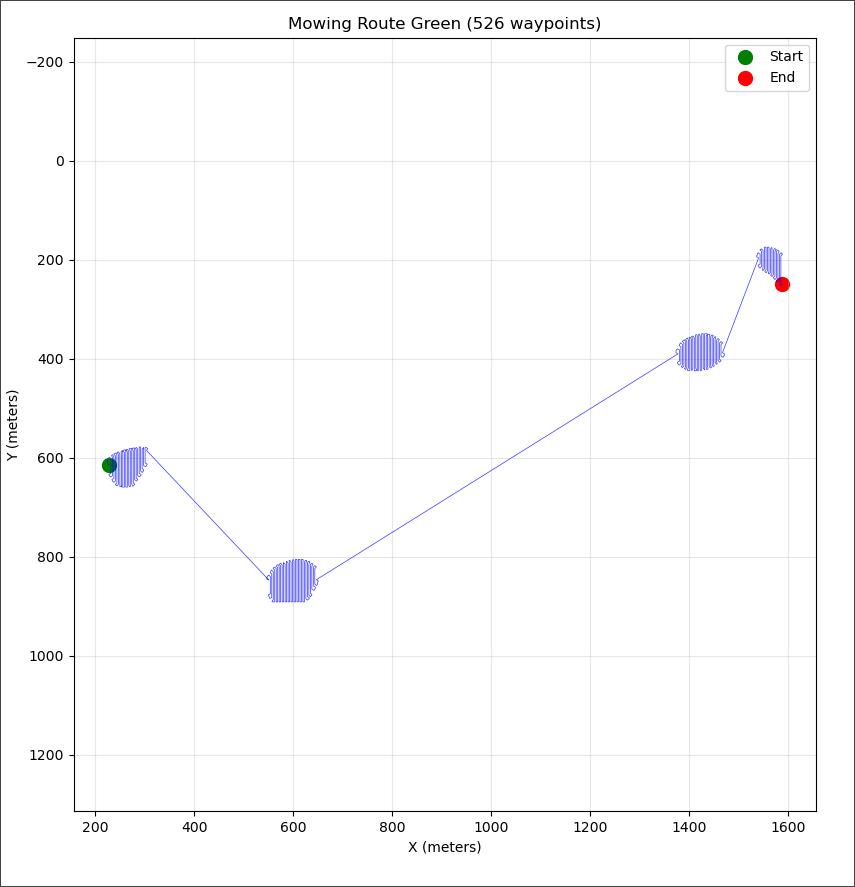 Mowing Route Green (526 waypoints)
Start
End
−200
0
200
400
600
800
1000
1200
Y (meters)
200 400 600 800 1000 1200 1400 1600
X (meters)